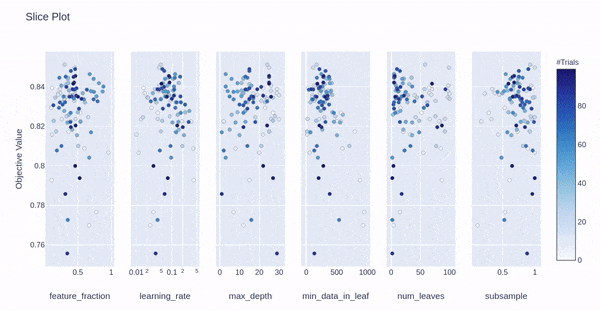 Slice Plot
#Trials
0.84
0.82
0.8
0.78
0.76
Objective Value
80
60
40
20
0
0.5 1
0.01 2 5 0.1 2 5
0 10 20 30
0 500 1000
0 50 100
0.5 1
feature_fraction
learning_rate
max_depth
min_data_in_leaf
num_leaves
subsample